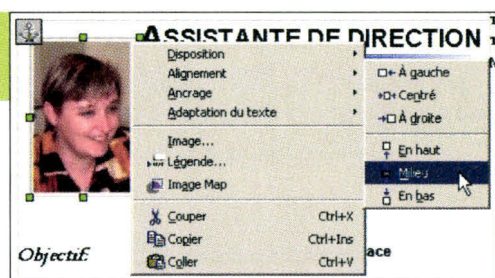 ASSISTANTE DE DIRECTION
Disposition
Alignement
Ancrage
Adaptation du texte
Image...
Légende...
Image Map
Couper Ctrl+X
Copier Ctrl+Ins
Coller Ctrl+V
À gauche
Centré
À droite
En haut
Milieu
En bas
Objectif:
ace